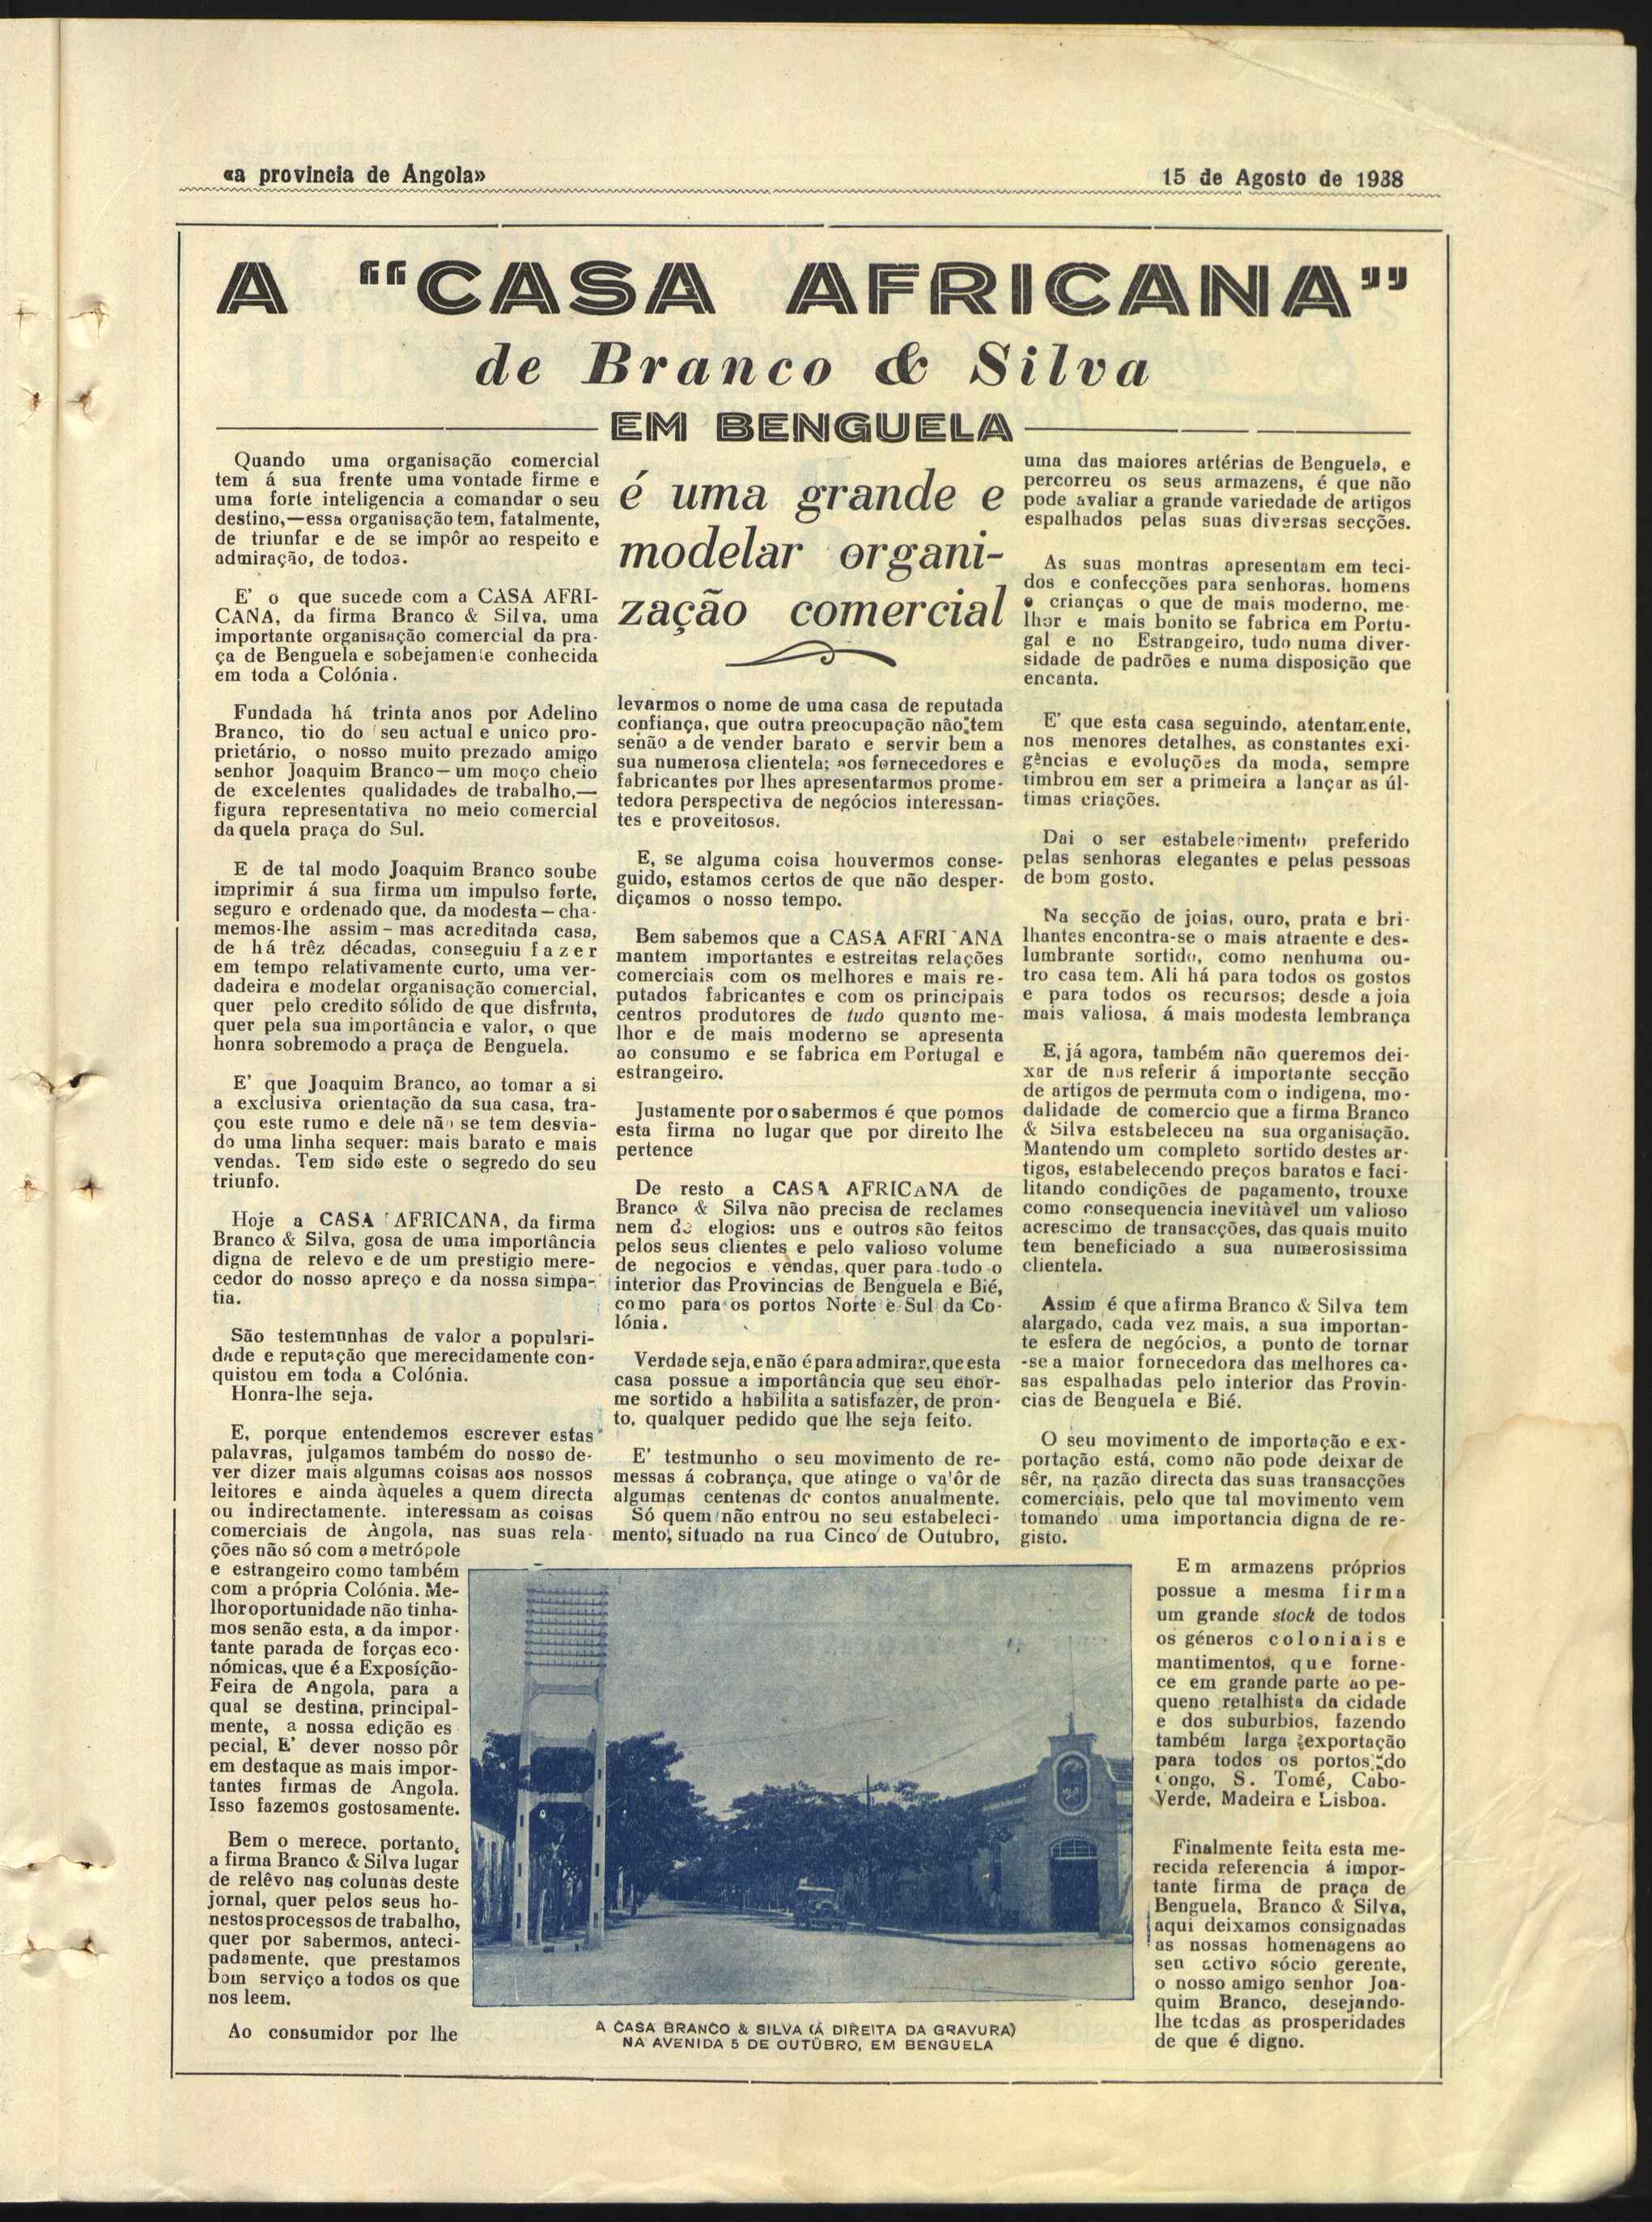 «a provincia de Angola»
15 de Agosto de 1938
A "CASA AFRICANA"
de Branco & Silva
EM BENGUELA
Quando uma organisação comercial
tem á sua frente uma vontade firme e
uma forte inteligencia a comandar o seu
destino,—essa organisação tem, fatalmente,
de triunfar e de se impôr ao respeito e
admiração, de todos.
E' o que sucede com a CASA AFRI-
CANA, da firma Branco & Silva, uma
importante organisação comercial da pra-
ça de Benguela e sobejamente conhecida
em toda a Colónia.
Fundada há trinta anos por Adelino
Branco, tio do seu actual e unico pro-
prietário, o nosso muito prezado amigo
senhor Joaquim Branco—um moço cheio
de excelentes qualidades de trabalho,—
figura representativa no meio comercial
da quela praça do Sul.
E de tal modo Joaquim Branco soube
imprimir á sua firma um impulso forte,
seguro e ordenado que, da modesta—cha-
memos-lhe assim—mas acreditada casa,
de há trêz décadas, conseguiu fazer
em tempo relativamente curto, uma ver-
dadeira e modelar organisação comercial,
quer pelo credito sólido de que disfruta,
quer pela sua importância e valor, o que
honra sobremodo a praça de Benguela.
E' que Joaquim Branco, ao tomar a si
a exclusiva orientação da sua casa, tra-
çou este rumo e dele não se tem desvia-
do uma linha sequer: mais barato e mais
vendas. Tem sido este o segredo do seu
triunfo.
Hoje a CASA AFRICANA, da firma
Branco & Silva, gosa de uma importância
digna de relevo e de um prestigio mere-
cedor do nosso apreço e da nossa simpa-
tia.
São testemnnhas de valor a populari-
dade e reputação que merecidamente con-
quistou em toda a Colónia.
Honra-lhe seja.
E, porque entendemos escrever estas
palavras, julgamos também do nosso de-
ver dizer mais algumas coisas aos nossos
leitores e ainda àqueles a quem directa
ou indirectamente. interessam as coisas
comerciais de Angola, nas suas rela-
ções não só com a metrópole
e estrangeiro como também
com a própria Colónia. Me-
lhor oportunidade não tinha-
mos senão esta, a da impor-
tante parada de forças eco-
nómicas, que é a Exposição-
Feira de Angola, para a
qual se destina, principal-
mente, a nossa edição es
pecial, E' dever nosso pôr
em destaque as mais impor-
tantes firmas de Angola.
Isso fazemos gostosamente.
Bem o merece. portanto,
a firma Branco & Silva lugar
de relêvo nas colunas deste
jornal, quer pelos seus ho-
nestos processos de trabalho,
quer por sabermos, anteci-
padamente, que prestamos
bom serviço a todos os que
nos leem.
Ao consumidor por lhe
é uma grande e
modelar organi-
zação comercial
levarmos o nome de uma casa de reputada
confiança, que outra preocupação não tem
senão a de vender barato e servir bem a
sua numerosa clientela; aos fornecedores e
fabricantes por lhes apresentarmos prome-
tedora perspectiva de negócios interessan-
tes e proveitosos.
E, se alguma coisa houvermos conse-
guido, estamos certos de que não desper-
diçamos o nosso tempo.
Bem sabemos que a CASA AFRI ANA
mantem importantes e estreitas relações
comerciais com os melhores e mais re-
putados fabricantes e com os principais
centros produtores de tudo quanto me-
lhor e de mais moderno se apresenta
ao consumo e se fabrica em Portugal e
estrangeiro.
Justamente por o sabermos é que pomos
esta firma no lugar que por direito lhe
pertence
De resto a CASA AFRICANA de
Branco & Silva não precisa de reclames
nem de elogios: uns e outros são feitos
pelos seus clientes e pelo valioso volume
de negocios e vendas, quer para todo o
interior das Provincias de Benguela e Bié,
como para os portos Norte e Sul da Co-
lónia.
Verdade seja, e não é para admirar, que esta
casa possue a importância que seu enor-
me sortido a habilita a satisfazer, de pron-
to, qualquer pedido que lhe seja feito.
E' testmunho o seu movimento de re-
messas á cobrança, que atinge o valôr de
algumas centenas de contos anualmente.
Só quem não entrou no seu estabeleci-
mento, situado na rua Cinco de Outubro,
uma das maiores artérias de Benguela, e
percorreu os seus armazens, é que não
pode avaliar a grande variedade de artigos
espalhados pelas suas diversas secções.
As suas montras apresentam em teci-
dos e confecções para senhoras. homens
e crianças o que de mais moderno, me-
lhor e mais bonito se fabrica em Portu-
gal e no Estrangeiro, tudo numa diver-
sidade de padrões e numa disposição que
encanta.
E' que esta casa seguindo, atentamente,
nos menores detalhes, as constantes exi-
gências e evoluções da moda, sempre
timbrou em ser a primeira a lançar as úl-
timas criações.
Dai o ser estabelecimento preferido
pelas senhoras elegantes e pelas pessoas
de bom gosto.
Na secção de joias, ouro, prata e bri-
lhantes encontra-se o mais atraente e des-
lumbrante sortido, como nenhuma ou-
tro casa tem. Ali há para todos os gostos
e para todos os recursos; desde a joia
mais valiosa, á mais modesta lembrança
E, já agora, também não queremos dei-
xar de nos referir á importante secção
de artigos de permuta com o indigena, mo-
dalidade de comercio que a firma Branco
& Silva estabeleceu na sua organisação.
Mantendo um completo sortido destes ar-
tigos, estabelecendo preços baratos e faci-
litando condições de pagamento, trouxe
como consequencia inevitàvel um valioso
acrescimo de transacções, das quais muito
tem beneficiado a sua numerosissima
clientela.
Assim é que a firma Branco & Silva tem
alargado, cada vez mais, a sua importan-
te esfera de negócios, a ponto de tornar
-se a maior fornecedora das melhores ca-
sas espalhadas pelo interior das Provin-
cias de Benguela e Bié.
O seu movimento de importação e ex-
portação está, como não pode deixar de
sêr, na razão directa das suas transacções
comerciais, pelo que tal movimento vem
tomando uma importancia digna de re-
gisto.
Em armazens próprios
possue a mesma firma
um grande stock de todos
os géneros coloniais e
mantimentos, que forne-
ce em grande parte ao pe-
queno retalhista da cidade
e dos suburbios, fazendo
também larga exportação
para todos os portos do
Congo, S. Tomé, Cabo-
Verde, Madeira e Lisboa.
Finalmente feita esta me-
recida referencia á impor-
tante firma de praça de
Benguela, Branco & Silva,
aqui deixamos consignadas
as nossas homenagens ao
seu activo sócio gerente,
o nosso amigo senhor Joa-
quim Branco, desejando-
lhe todas as prosperidades
de que é digno.
A CASA BRANCO & SILVA (Á DIREITA DA GRAVURA)
NA AVENIDA 5 DE OUTÚBRO, EM BENGUELA